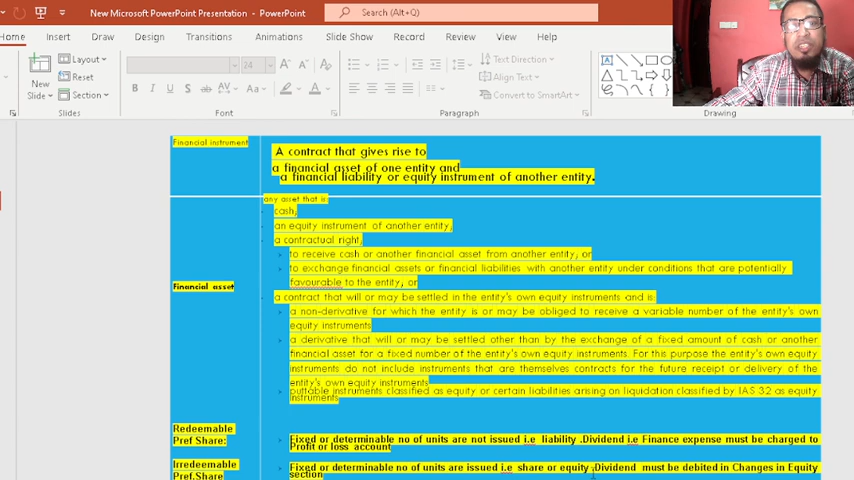 New Microsoft PowerPoint Presentation - PowerPoint
Search (Alt+Q)
Home Insert Draw Design Transitions Animations Slide Show Record Review View Help
New Slide
Layout
Reset
Section
24
B I U S ab AV Aa A
Text Direction
Align Text
Convert to SmartArt
Slides Font Paragraph Drawing
Financial instrument
A contract that gives rise to
a financial asset of one entity and
a financial liability or equity instrument of another entity.
Financial asset
any asset that is:
cash;
an equity instrument of another entity;
a contractual right;
to receive cash or another financial asset from another entity; or
to exchange financial assets or financial liabilities with another entity under conditions that are potentially
favourable to the entity; or
a contract that will or may be settled in the entity's own equity instruments and is:
a non-derivative for which the entity is or may be obliged to receive a variable number of the entity's own
equity instruments
a derivative that will or may be settled other than by the exchange of a fixed amount of cash or another
financial asset for a fixed number of the entity's own equity instruments. For this purpose the entity's own equity
instruments do not include instruments that are themselves contracts for the future receipt or delivery of the
entity's own equity instruments
puttable instruments classified as equity or certain liabilities arising on liquidation classified by IAS 32 as equity
instruments
Redeemable
Pref Share:
Fixed or determinable no of units are not issued i.e liability .Dividend i.e Finance expense must be charged to
Profit or loss account
Irredeemable
Pref.Share
Fixed or determinable no of units are issued i.e share or equity .Dividend must be debited in Changes in Equity
section